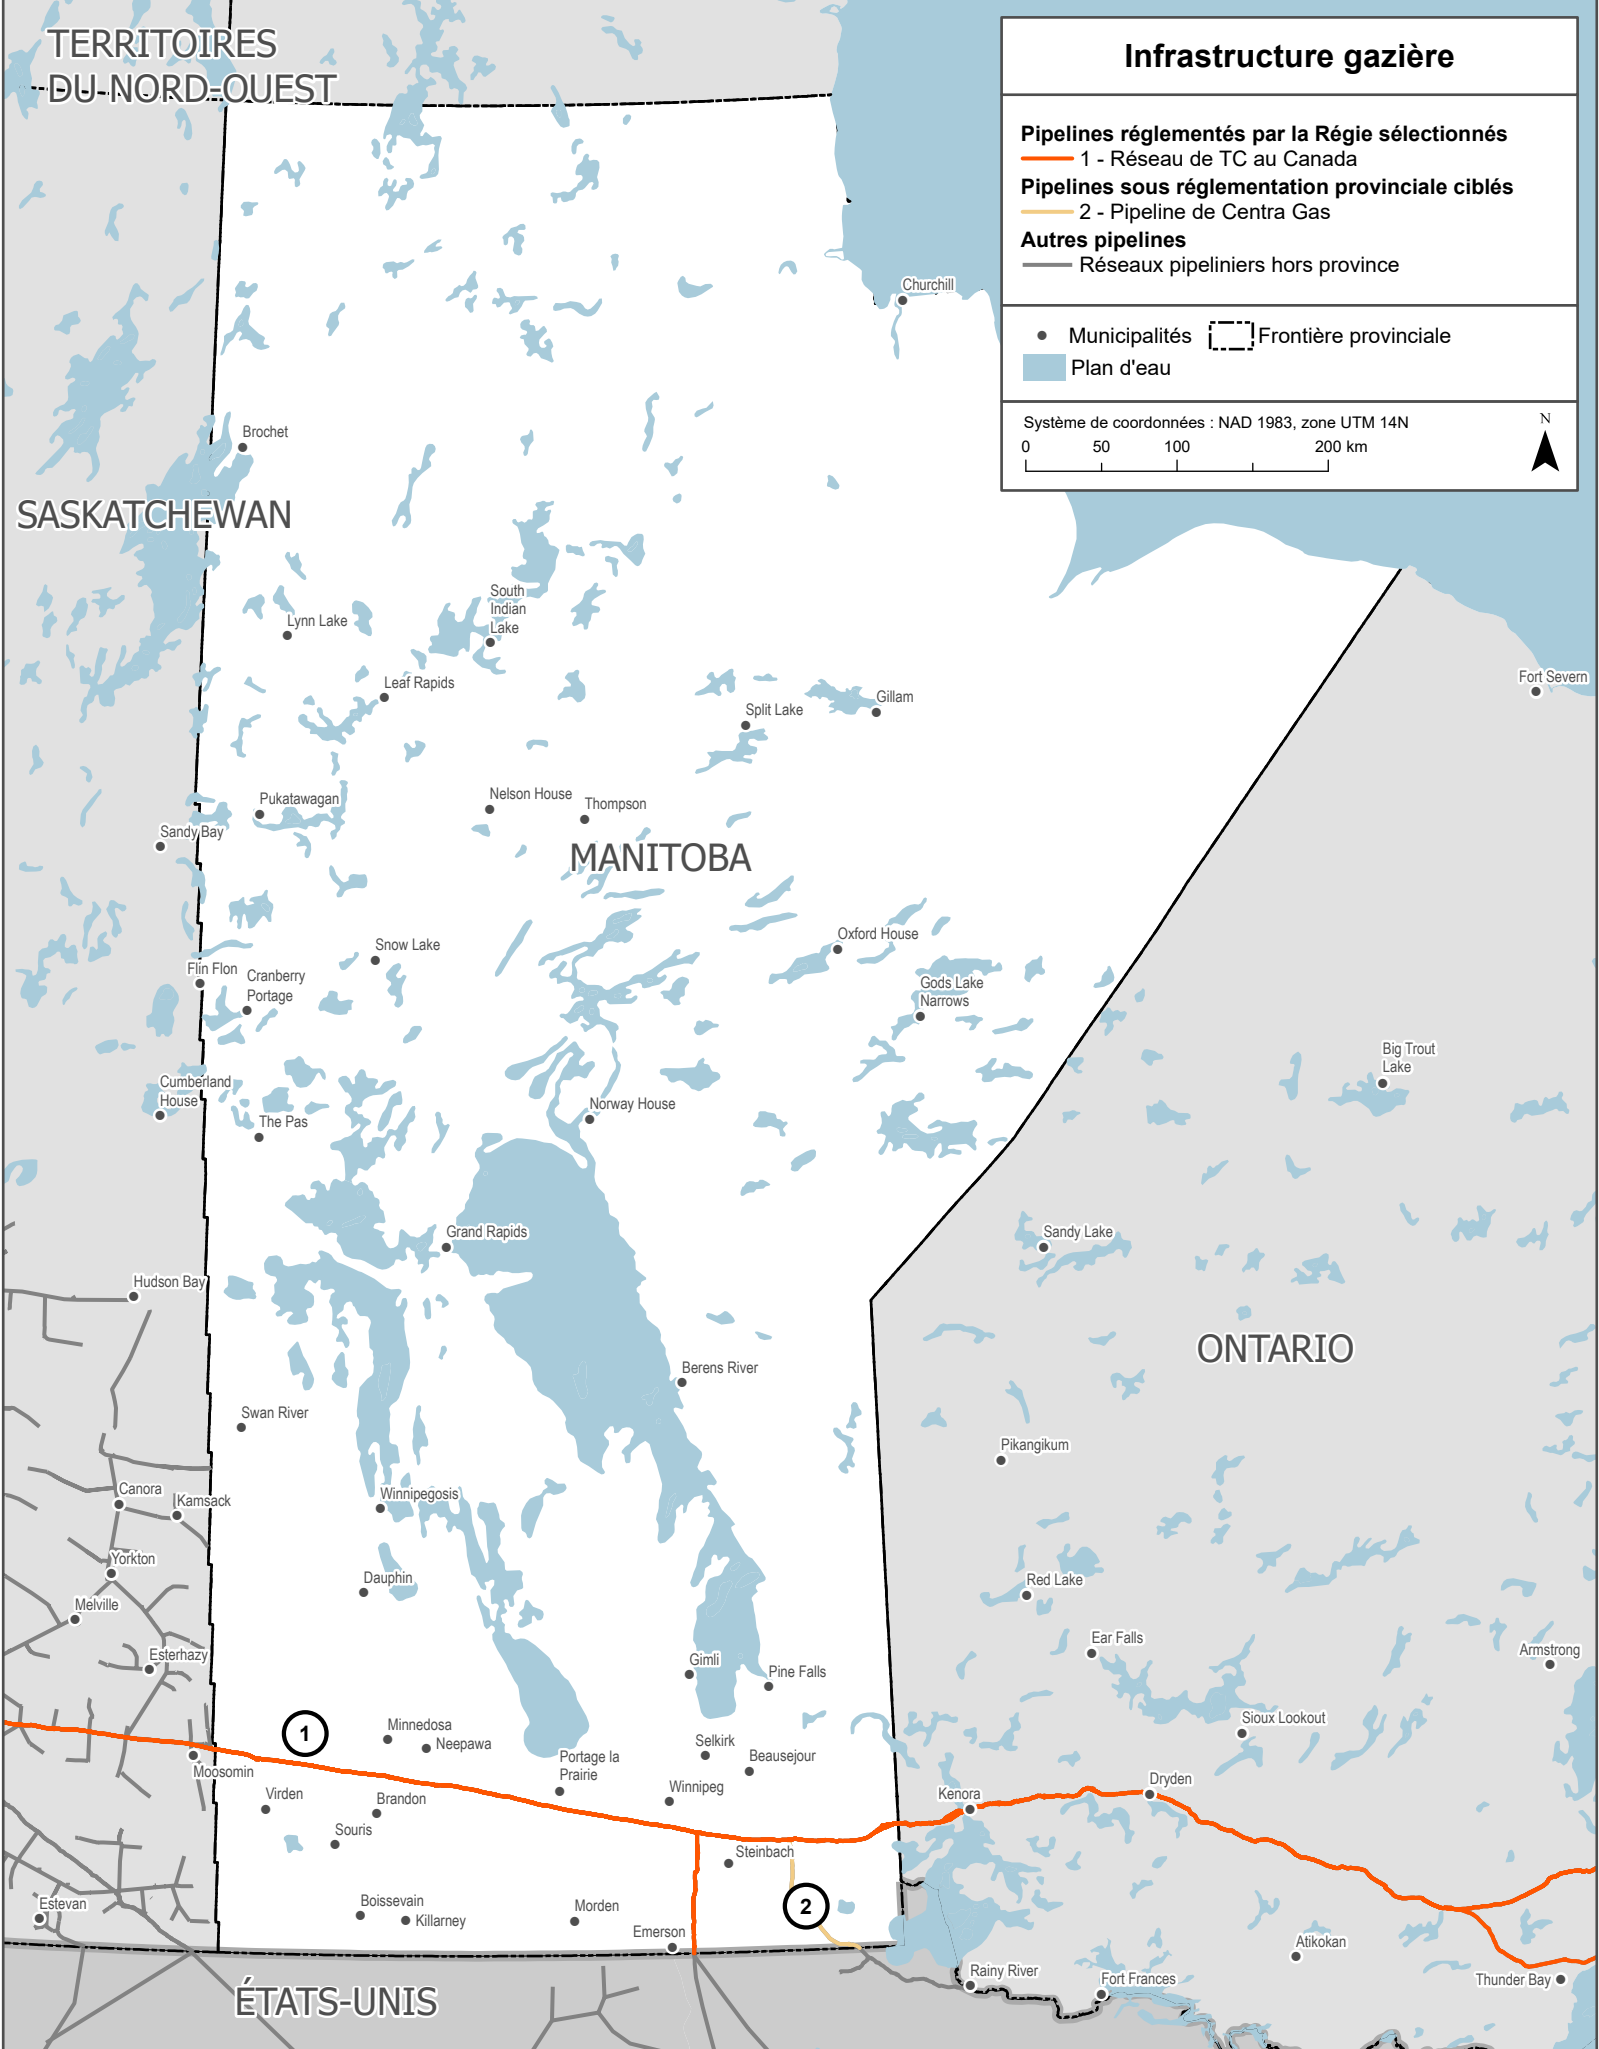 TERRITOIRES
DU NORD-OUEST
Infrastructure gazière
Pipelines réglementés par la Régie sélectionnés
1 - Réseau de TC au Canada
Pipelines sous réglementation provinciale ciblés
2 - Pipeline de Centra Gas
Autres pipelines
Réseaux pipeliniers hors province
Municipalités
Frontière provinciale
Plan d'eau
Système de coordonnées : NAD 1983, zone UTM 14N
0 50 100 200 km
N
Churchill
Brochet
SASKATCHEWAN
South
Indian
Lake
Lynn Lake
Leaf Rapids
Split Lake
Gillam
Fort Severn
Pukatawagan
Nelson House
Thompson
Sandy Bay
MANITOBA
Oxford House
Snow Lake
Flin Flon
Cranberry
Portage
Gods Lake
Narrows
Big Trout
Lake
Cumberland
House
The Pas
Norway House
Grand Rapids
Sandy Lake
Hudson Bay
ONTARIO
Berens River
Swan River
Pikangikum
Canora
Kamsack
Winnipegosis
Yorkton
Dauphin
Red Lake
Melville
Ear Falls
Armstrong
Esterhazy
Gimli
Pine Falls
Sioux Lookout
1
Minnedosa
Neepawa
Selkirk
Beausejour
Portage la
Prairie
Moosomin
Virden
Brandon
Winnipeg
Kenora
Dryden
Souris
Steinbach
Estevan
Boissevain
Killarney
Morden
2
Emerson
Atikokan
Rainy River
Fort Frances
Thunder Bay
ÉTATS-UNIS